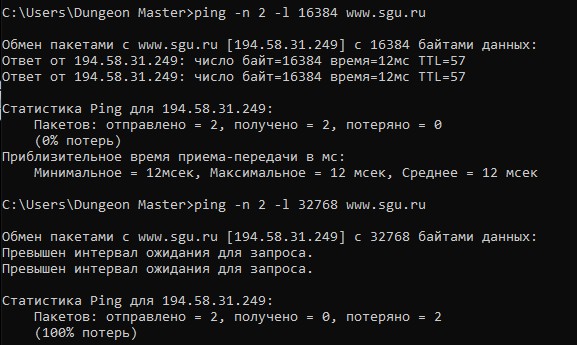 C:\Users\Dungeon Master>ping -n 2 -l 16384 www.sgu.ru
Обмен пакетами с www.sgu.ru [194.58.31.249] с 16384 байтами данных:
Ответ от 194.58.31.249: число байт=16384 время=12мс TTL=57
Ответ от 194.58.31.249: число байт=16384 время=12мс TTL=57
Статистика Ping для 194.58.31.249:
Пакетов: отправлено = 2, получено = 2, потеряно = 0
(0% потерь)
Приблизительное время приема-передачи в мс:
Минимальное = 12мсек, Максимальное = 12 мсек, Среднее = 12 мсек
C:\Users\Dungeon Master>ping -n 2 -l 32768 www.sgu.ru
Обмен пакетами с www.sgu.ru [194.58.31.249] с 32768 байтами данных:
Превышен интервал ожидания для запроса.
Превышен интервал ожидания для запроса.
Статистика Ping для 194.58.31.249:
Пакетов: отправлено = 2, получено = 0, потеряно = 2
(100% потерь)